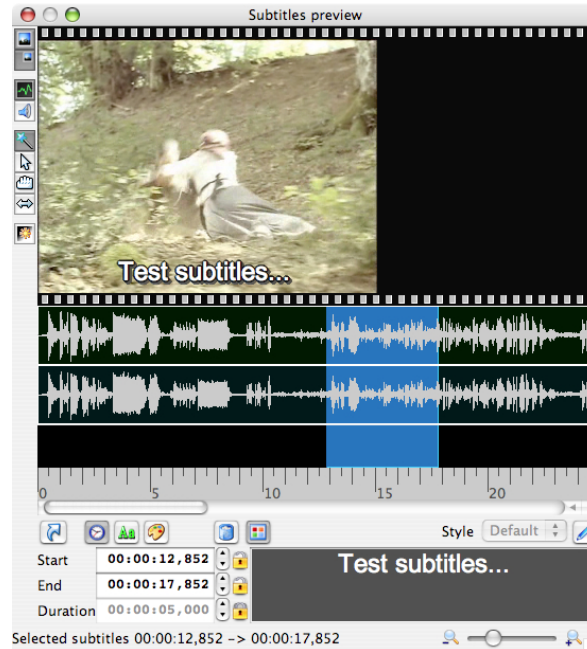 Subtitles preview
Test subtitles...
0 5 10 15 20
Aa
Style Default
Start 00:00:12,852
End 00:00:17,852
Duration 00:00:05,000
Test subtitles...
Selected subtitles 00:00:12,852 -> 00:00:17,852